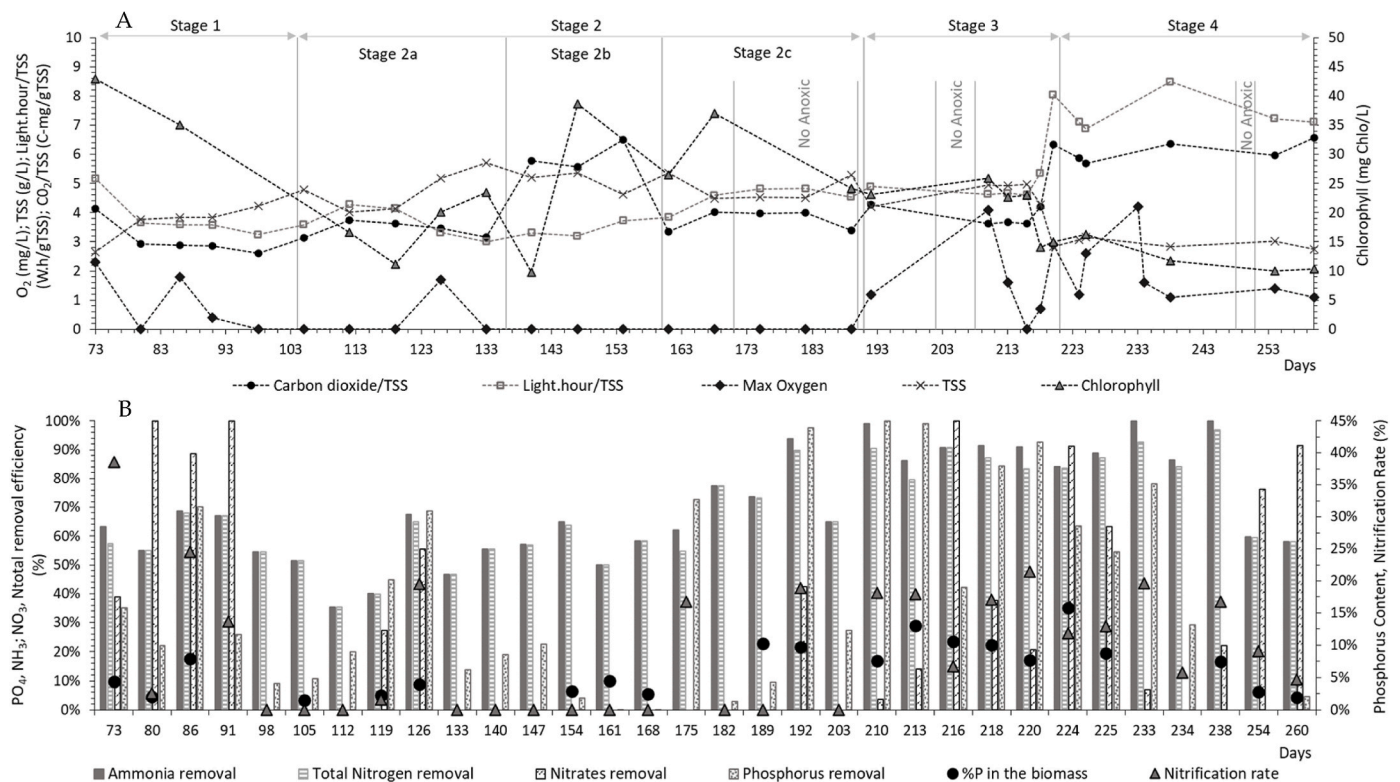 A
Stage 1
Stage 2
Stage 3
Stage 4
Stage 2a
Stage 2b
Stage 2c
No Anoxic
No Anoxic
No Anoxic
O2 (mg/L); TSS (g/L); Light.hour/TSS
(W.h/gTSS); CO2/TSS (C-mg/gTSS)
10
9
8
7
6
5
4
3
2
1
0
50
45
40
35
30
25
20
15
10
5
0
Chlorophyll (mg Chlo/L)
73 83 93 103 113 123 133 143 153 163 173 183 193 203 213 223 233 243 253 Days
Carbon dioxide/TSS Light.hour/TSS Max Oxygen TSS Chlorophyll
B
PO4, NH3; NO3, Ntotal removal efficiency
(%)
100%
90%
80%
70%
60%
50%
40%
30%
20%
10%
0%
45%
40%
35%
30%
25%
20%
15%
10%
5%
0%
Phosphorus Content, Nitrification Rate (%)
73 80 86 91 98 105 112 119 126 133 140 147 154 161 168 175 182 189 192 203 210 213 216 218 220 224 225 233 234 238 254 260
Days
Ammonia removal Total Nitrogen removal Nitrates removal Phosphorus removal %P in the biomass Nitrification rate